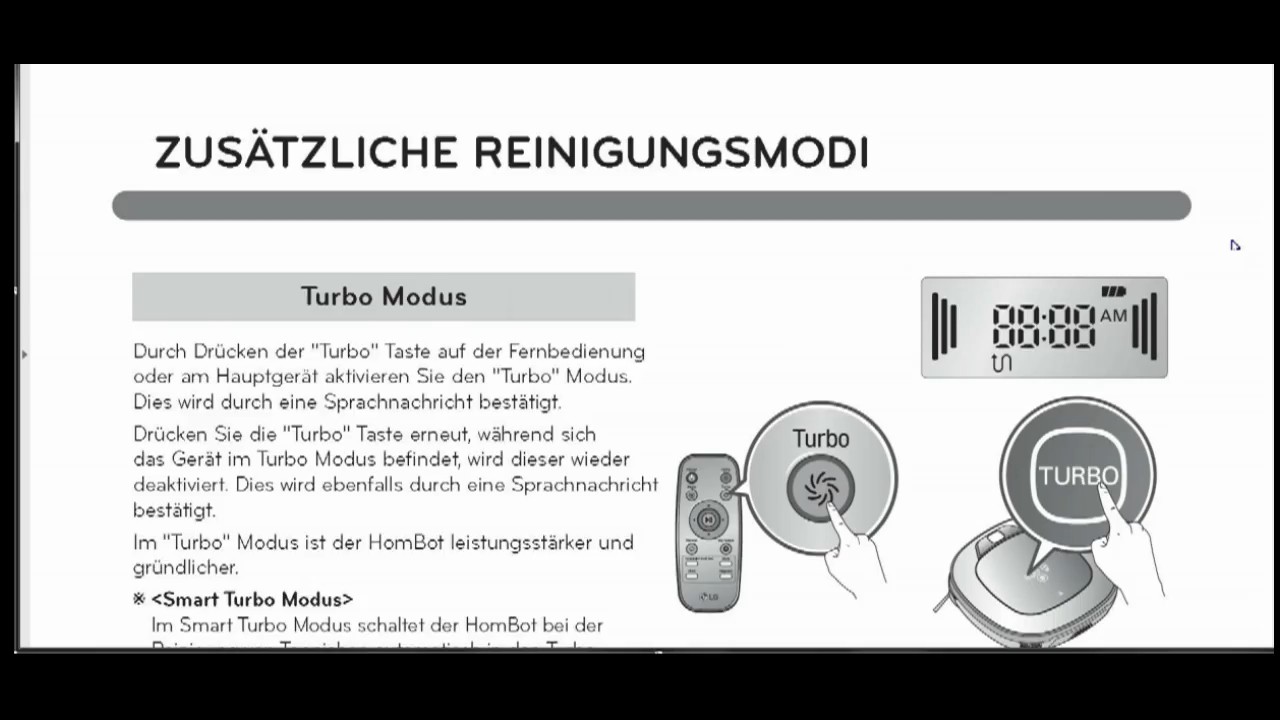 ZUSÄTZLICHE REINIGUNGSMODI
Turbo Modus
Durch Drücken der "Turbo" Taste auf der Fernbedienung
oder am Hauptgerät aktivieren Sie den "Turbo" Modus.
Dies wird durch eine Sprachnachricht bestätigt.
Drücken Sie die "Turbo" Taste erneut, während sich
das Gerät im Turbo Modus befindet, wird dieser wieder
deaktiviert. Dies wird ebenfalls durch eine Sprachnachricht
bestätigt.
Im "Turbo" Modus ist der HomBot leistungsstärker und
gründlicher.
※ <Smart Turbo Modus>
Im Smart Turbo Modus schaltet der HomBot bei der
88:88 AM
Turbo
TURBO
LG